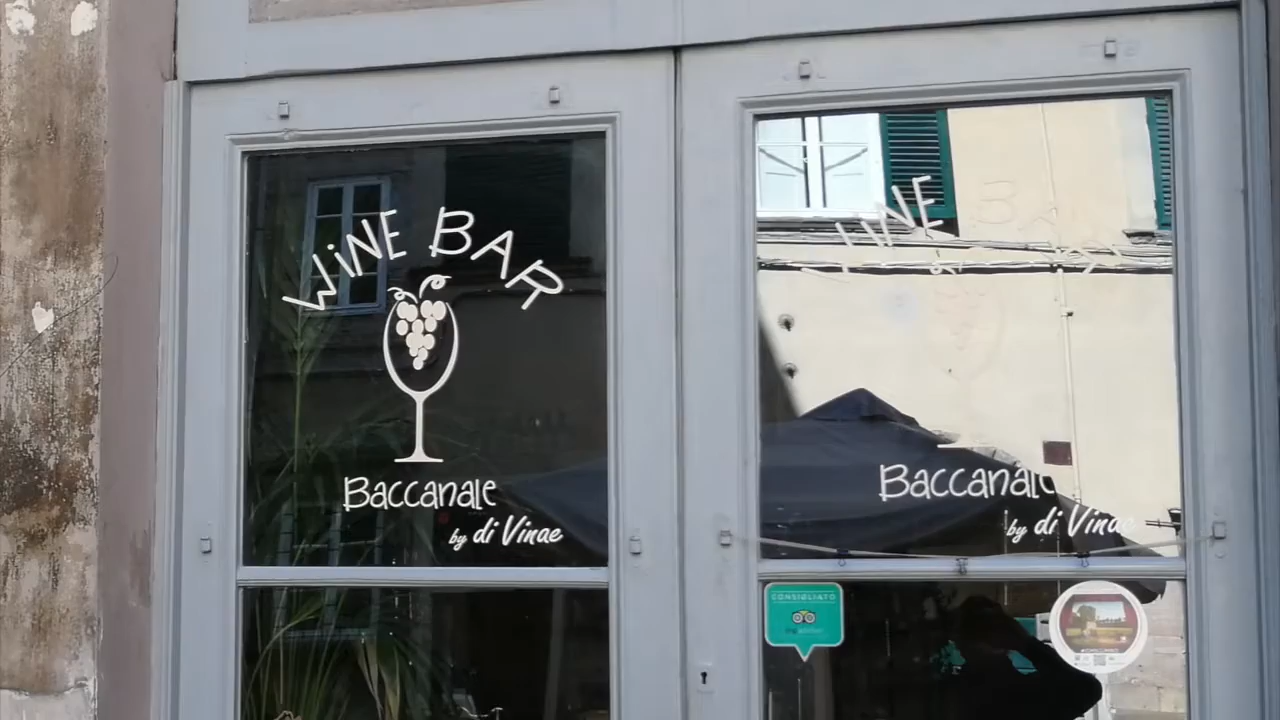 WiNE BAR
Baccanale
by di Vinae
WINE BAR
Baccanale
by di Vinae
CONSIGLIATO